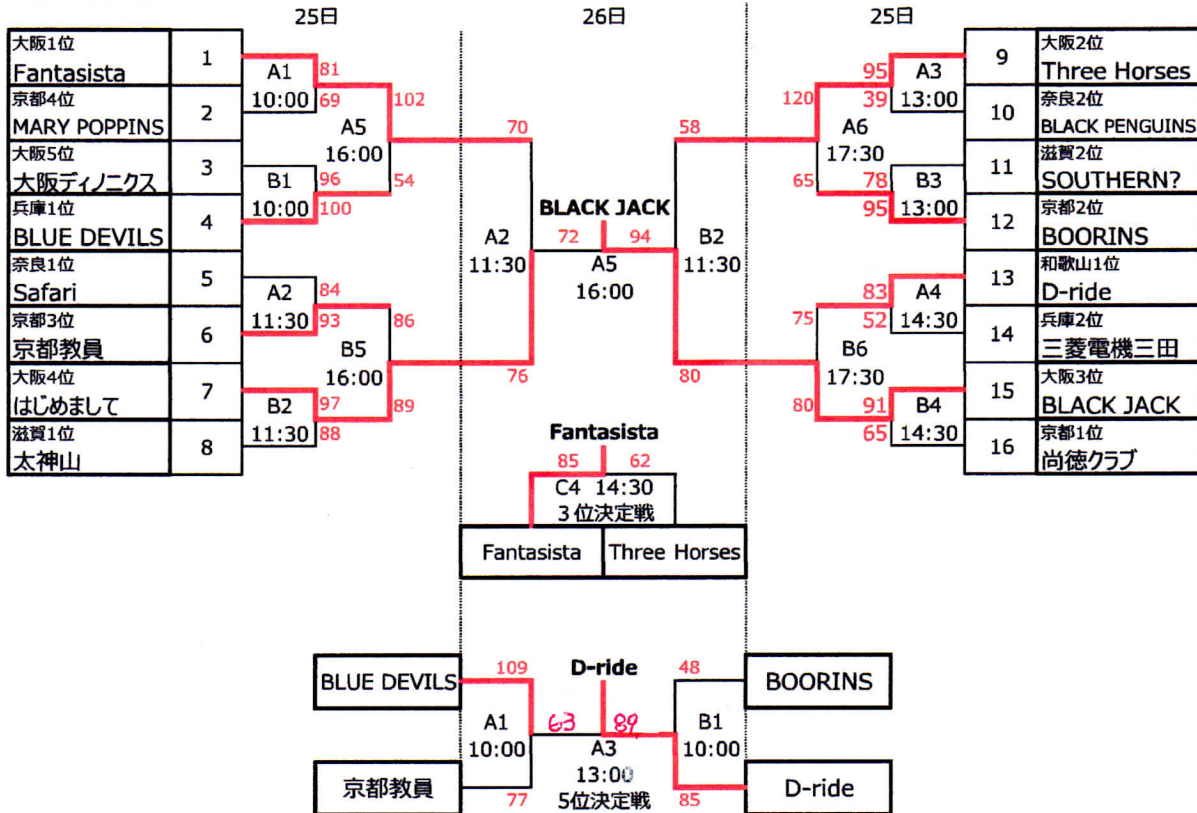 25日 26日 25日
大阪1位
Fantasista
1
京都4位
MARY POPPINS
2
大阪5位
大阪ディノニクス
3
兵庫1位
BLUE DEVILS
4
奈良1位
Safari
5
京都3位
京都教員
6
大阪4位
はじめまして
7
滋賀1位
太神山
8
A1 81
10:00 69
B1 96
10:00 100
A2 84
11:30 93
B2 97
11:30 88
102
A5
16:00
54
86
B5
16:00
89
70
A2
11:30
76
BLACK JACK
72 94
A5
16:00
58
B2
11:30
80
120
A6
17:30
65
75
B6
17:30
80
95 A3
39 13:00
78 B3
95 13:00
83 A4
52 14:30
91 B4
65 14:30
9
大阪2位
Three Horses
10
奈良2位
BLACK PENGUINS
11
滋賀2位
SOUTHERN?
12
京都2位
BOORINS
13
和歌山1位
D-ride
14
兵庫2位
三菱電機三田
15
大阪3位
BLACK JACK
16
京都1位
尚徳クラブ
Fantasista
85 62
C4 14:30
3位決定戦
Fantasista Three Horses
BLUE DEVILS 109 D-ride 48 BOORINS
A1 63 89 B1
10:00 A3 10:00
13:00
京都教員 77 5位決定戦 85 D-ride